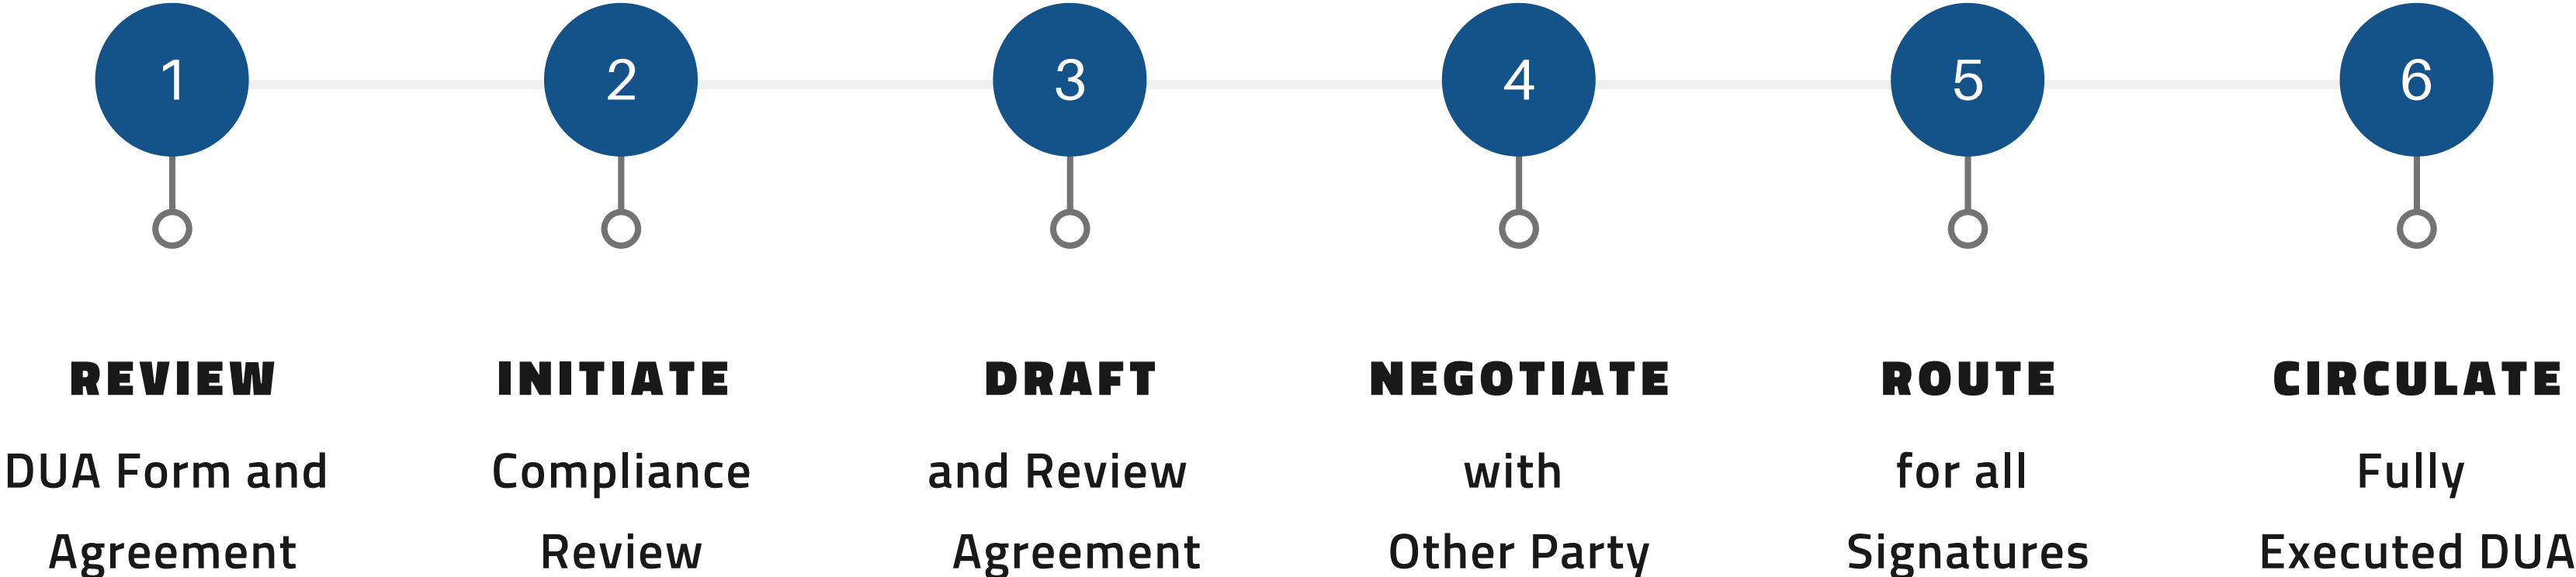 1
2
3
4
5
6
REVIEW
DUA Form and
Agreement
INITIATE
Compliance
Review
DRAFT
and Review
Agreement
NEGOTIATE
with
Other Party
ROUTE
for all
Signatures
CIRCULATE
Fully
Executed DUA